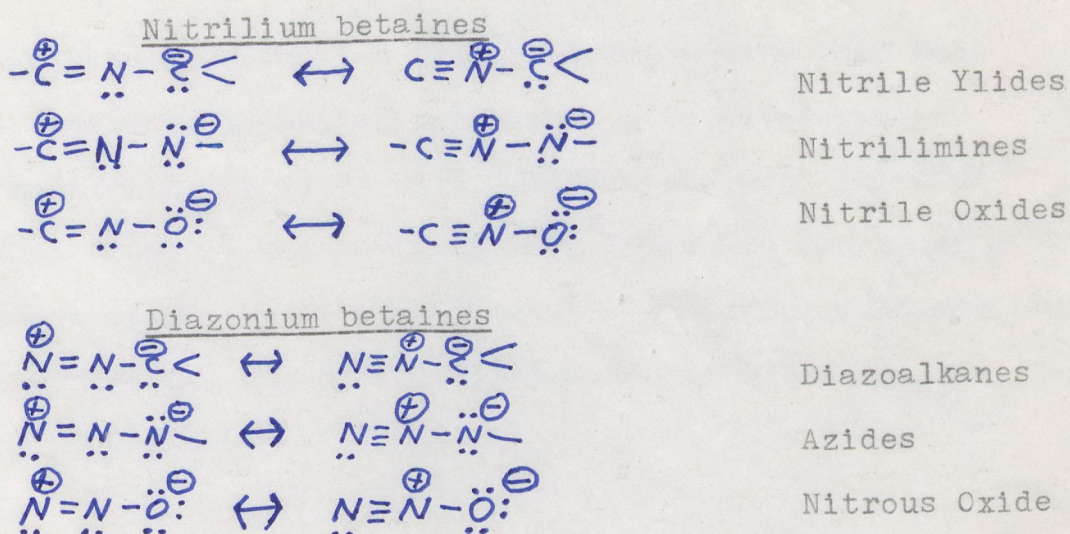 Nitrilium betaines
-C⊕=N̤-C̤⊖< ↔ C≡N⊕-C̤⊖< Nitrile Ylides
-C⊕=N̤-N̤̈⊖- ↔ -C≡N⊕-N̤̈⊖- Nitrilimines
-C⊕=N̤-Ö̤:⊖ ↔ -C≡N⊕-Ö̤:⊖ Nitrile Oxides
Diazonium betaines
N̤⊕=N̤-C̤⊖< ↔ N̤≡N⊕-C̤⊖< Diazoalkanes
N̤⊕=N̤-N̤̈⊖- ↔ N̤≡N⊕-N̤̈⊖- Azides
N̤⊕=N̤-Ö̤:⊖ ↔ N̤≡N⊕-Ö̤:⊖ Nitrous Oxide